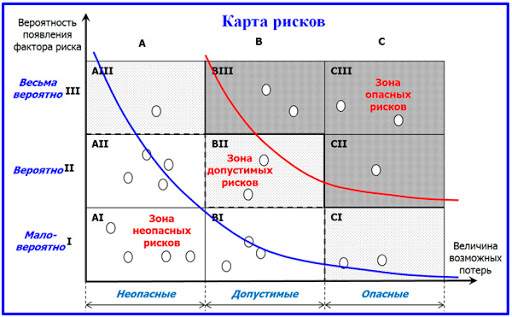 Карта рисков
Вероятность
появления
фактора риска
A
B
C
Весьма
вероятно III
AIII
BIII
CIII
Зона
опасных
рисков
Вероятно II
AII
BII
CII
Зона
допустимых
рисков
Мало-
вероятно I
AI
BI
CI
Зона
неопасных
рисков
Величина
возможных
потерь
Неопасные
Допустимые
Опасные